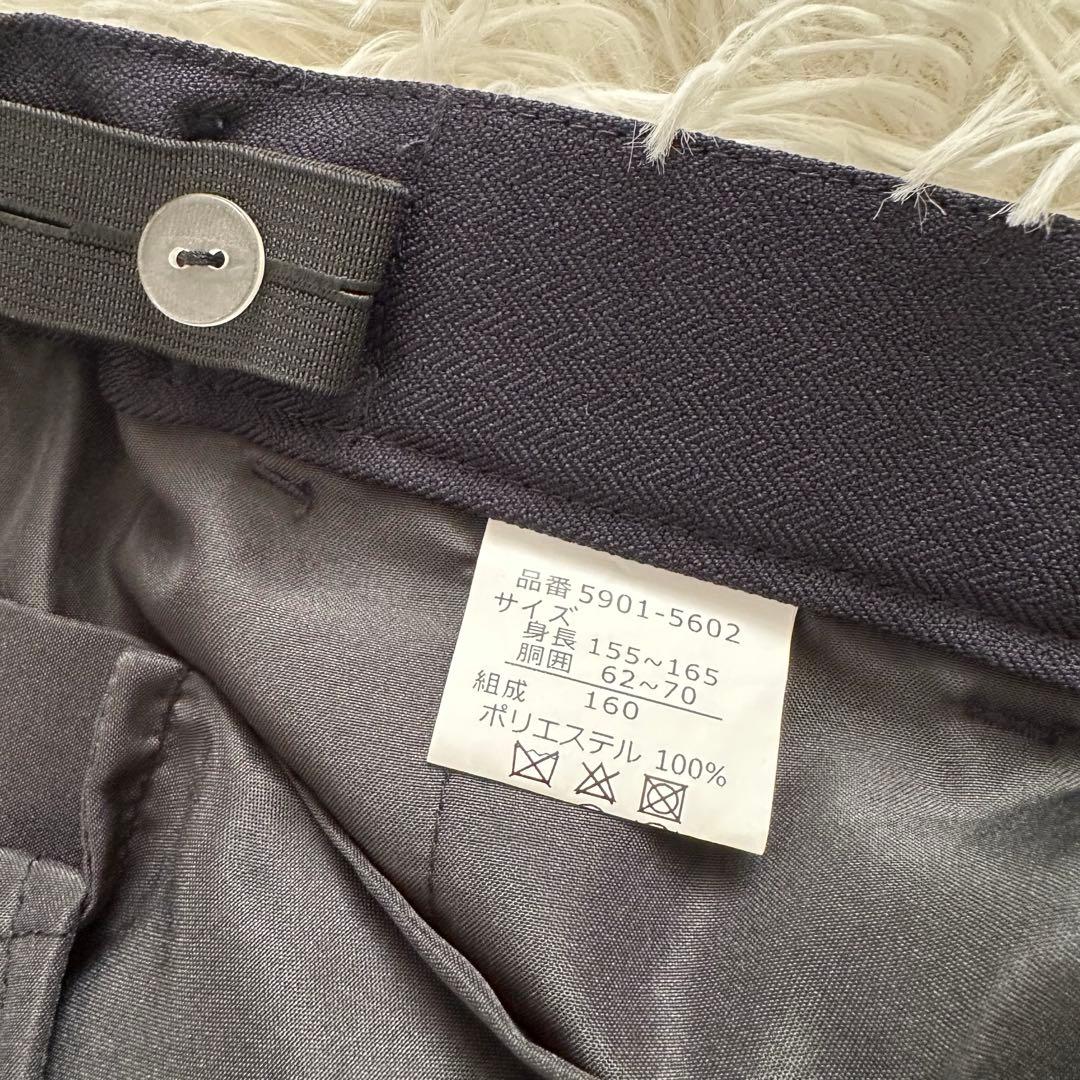 品番 5901-5602
サイズ
身長 155~165
胴囲 62~70
160
組成
ポリエステル 100%